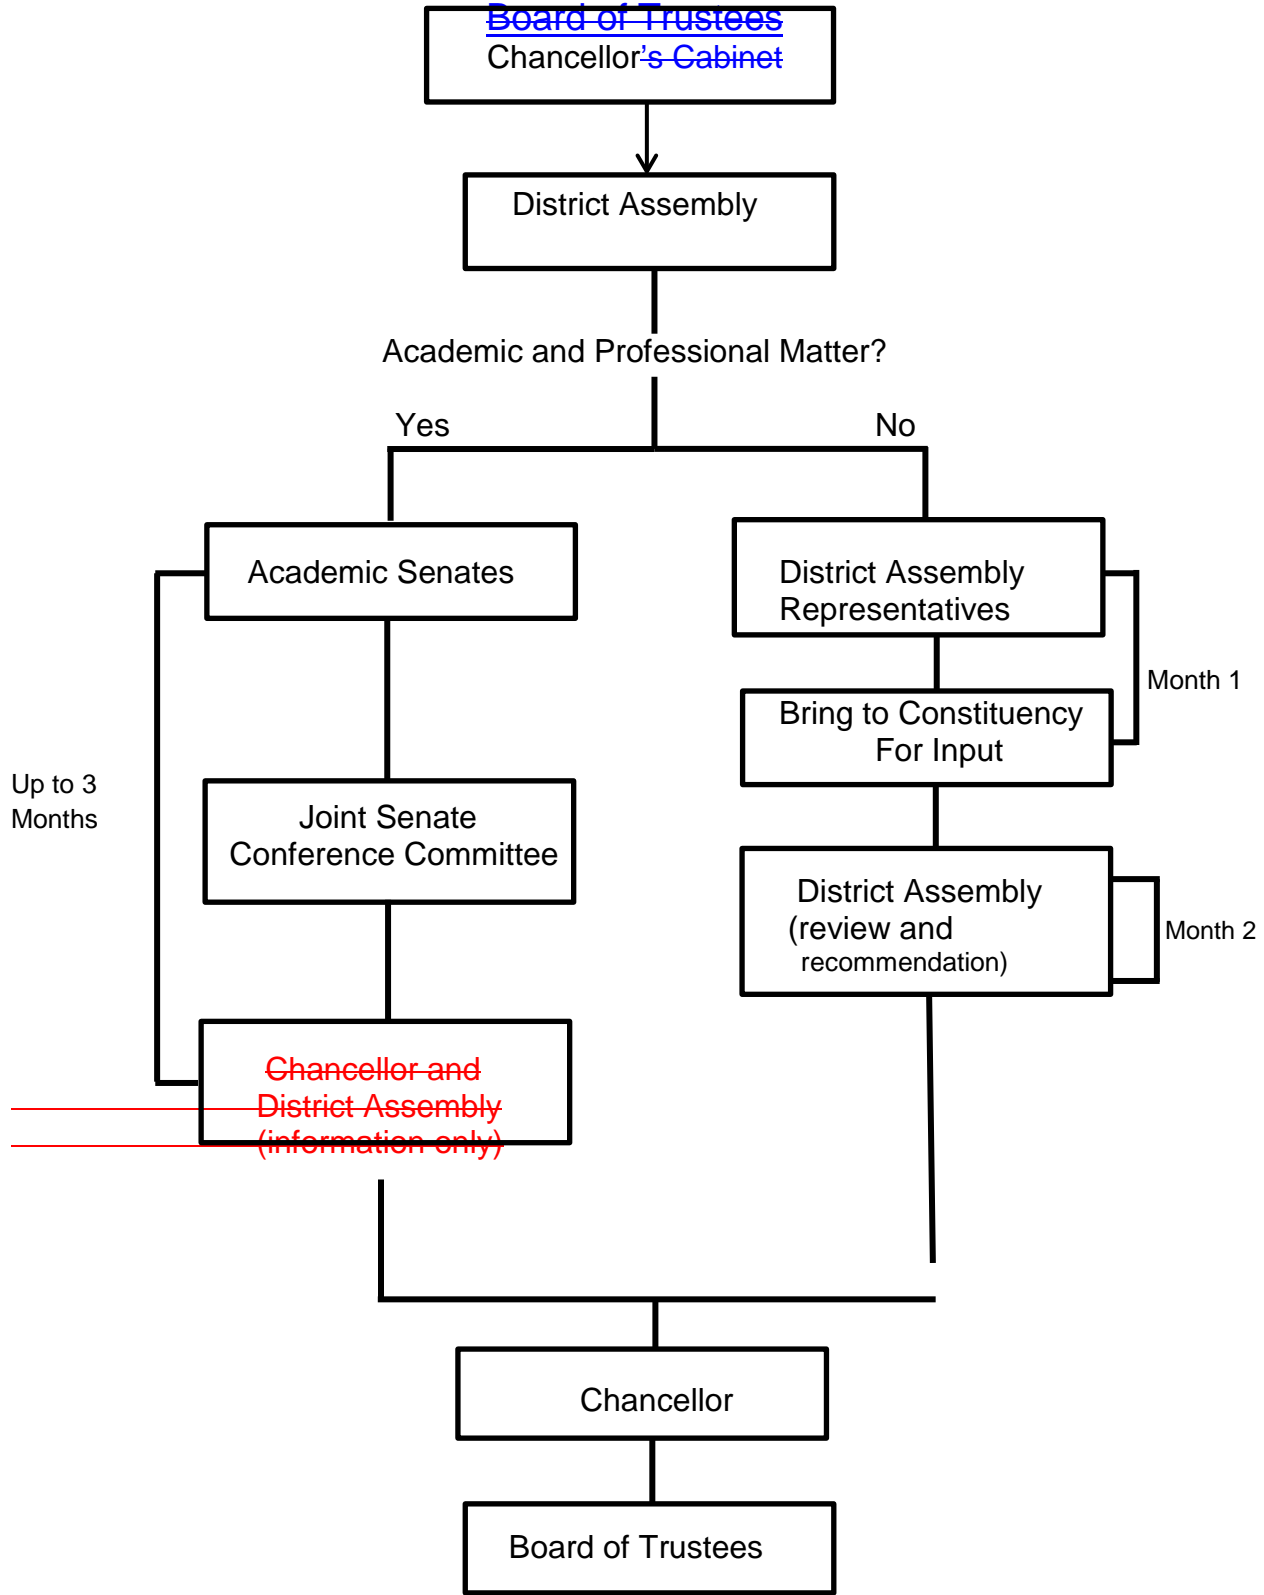 Board of Trustees
Chancellor's Cabinet
District Assembly
Academic and Professional Matter?
Yes
No
Academic Senates
District Assembly
Representatives
Month 1
Bring to Constituency
For Input
Up to 3
Months
Joint Senate
Conference Committee
District Assembly
(review and
recommendation)
Month 2
Chancellor and
District Assembly
(information only)
Chancellor
Board of Trustees